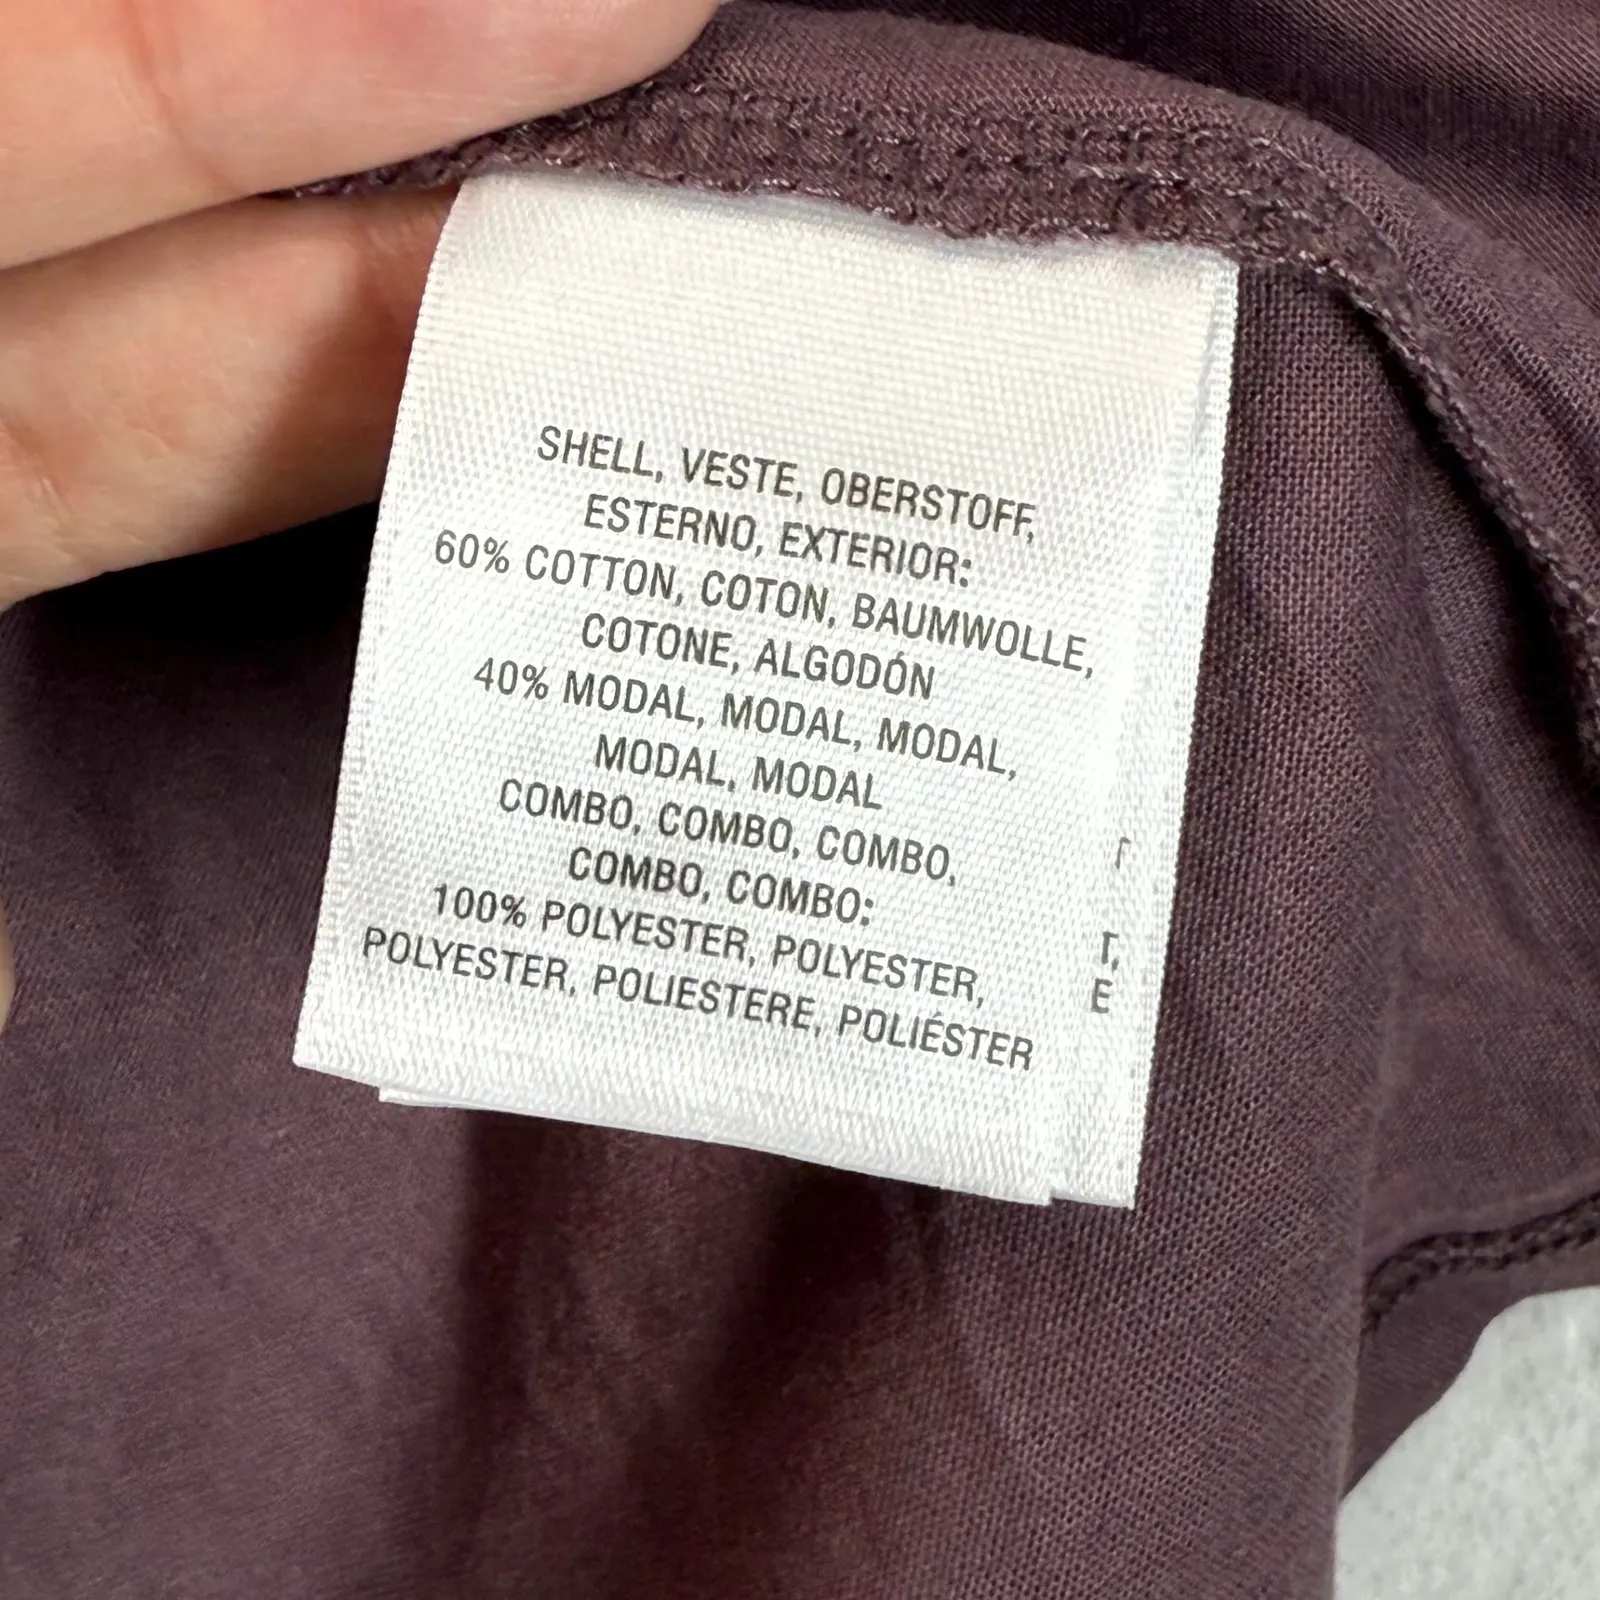 SHELL, VESTE, OBERSTOFF,
ESTERNO, EXTERIOR:
60% COTTON, COTON, BAUMWOLLE,
COTONE, ALGODÓN
40% MODAL, MODAL, MODAL,
MODAL, MODAL
COMBO, COMBO, COMBO,
COMBO, COMBO:
100% POLYESTER, POLYESTER,
POLYESTER, POLIESTERE, POLIÉSTER